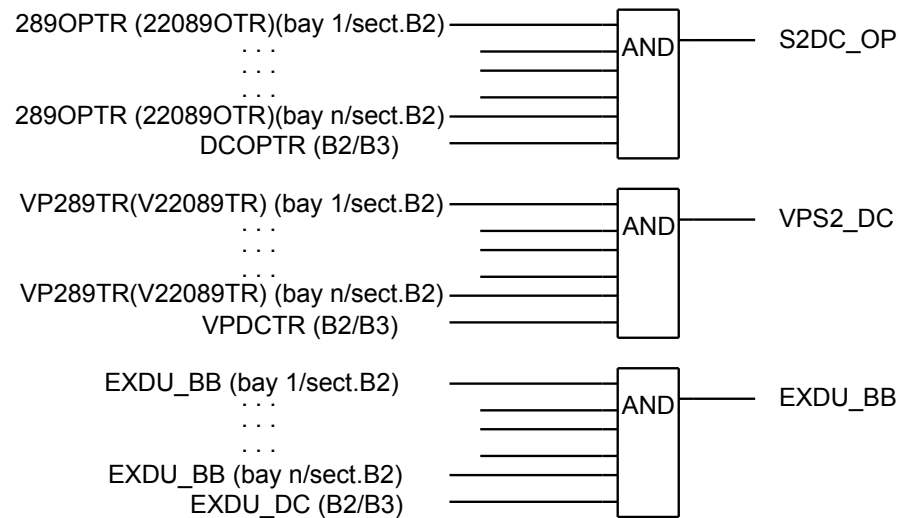 289OPTR (22089OTR)(bay 1/sect.B2)
AND
S2DC_OP
. . .
. . .
. . .
289OPTR (22089OTR)(bay n/sect.B2)
DCOPTR (B2/B3)
VP289TR(V22089TR) (bay 1/sect.B2)
AND
VPS2_DC
. . .
. . .
. . .
VP289TR(V22089TR) (bay n/sect.B2)
VPDCTR (B2/B3)
EXDU_BB (bay 1/sect.B2)
AND
EXDU_BB
. . .
. . .
. . .
EXDU_BB (bay n/sect.B2)
EXDU_DC (B2/B3)